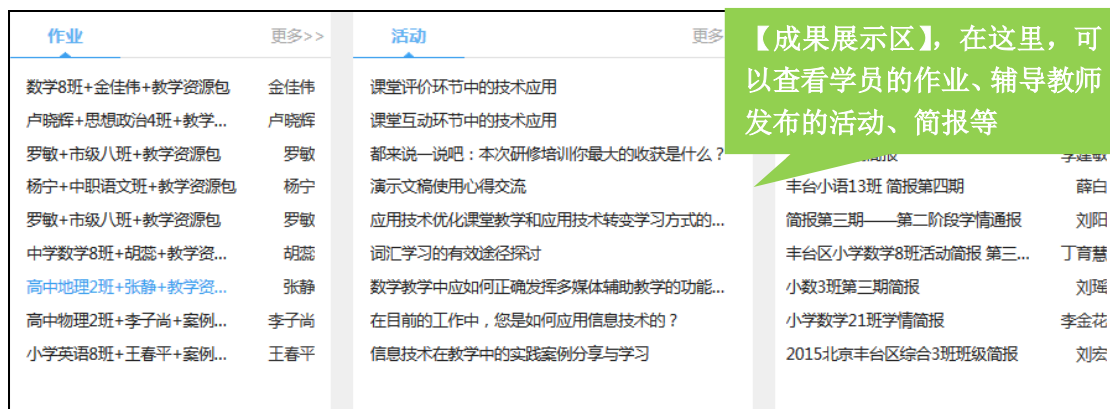 作业 更多>>
数学8班+金佳伟+教学资源包 金佳伟
卢晓辉+思想政治4班+教学... 卢晓辉
罗敏+市级八班+教学资源包 罗敏
杨宁+中职语文班+教学资源包 杨宁
罗敏+市级八班+教学资源包 罗敏
中学数学8班+胡蕊+教学资... 胡蕊
高中地理2班+张静+教学资... 张静
高中物理2班+李子尚+案例... 李子尚
小学英语8班+王春平+案例... 王春平
活动 更多
课堂评价环节中的技术应用
课堂互动环节中的技术应用
都来说一说吧：本次研修培训你最大的收获是什么？
演示文稿使用心得交流
应用技术优化课堂教学和应用技术转变学习方式的...
词汇学习的有效途径探讨
数学教学中应如何正确发挥多媒体辅助教学的功能...
在目前的工作中，您是如何应用信息技术的？
信息技术在教学中的实践案例分享与学习
【成果展示区】，在这里，可
以查看学员的作业、辅导教师
发布的活动、简报等
丰台小语13班 简报第四期 薛白
简报第三期——第二阶段学情通报 刘阳
丰台区小学数学8班活动简报 第三... 丁育慧
小数3班第三期简报 刘瑶
小学数学21班学情简报 李金花
2015北京丰台区综合3班班级简报 刘宏